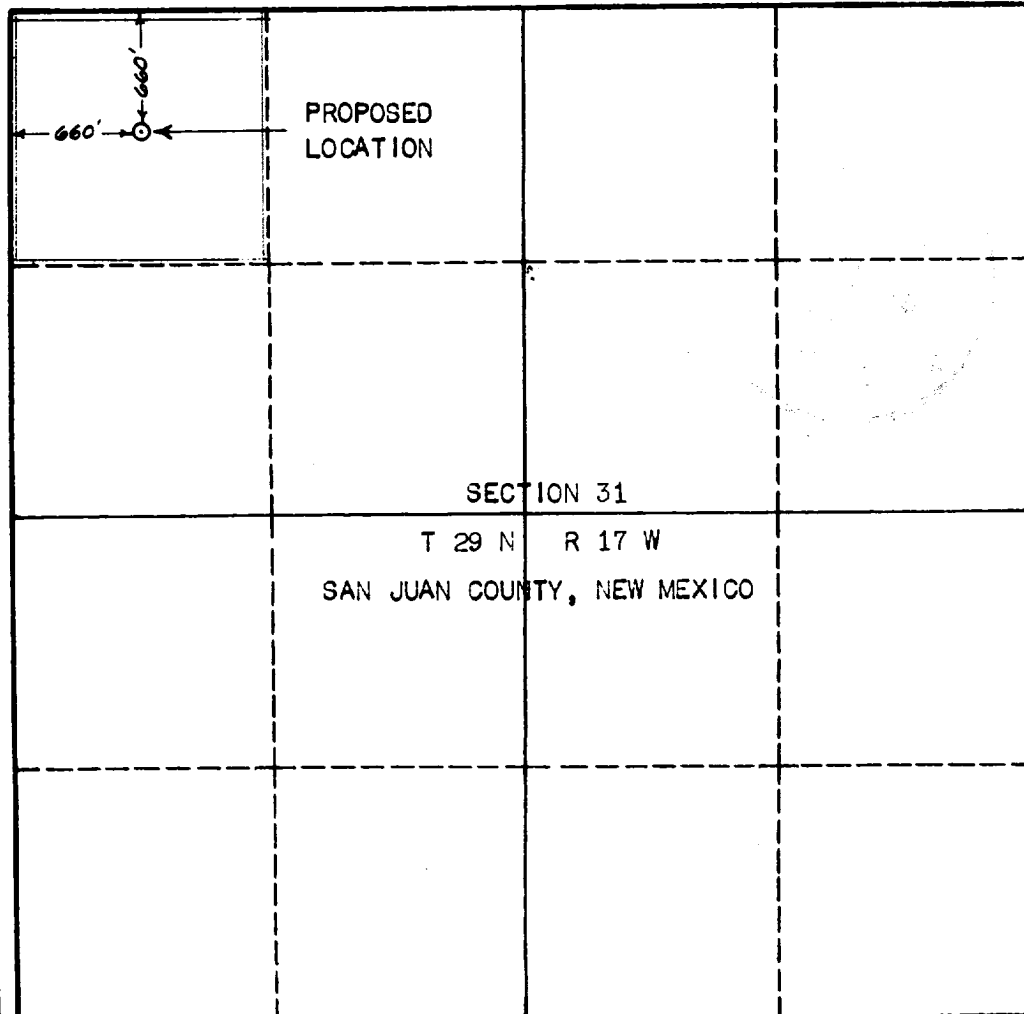 660'
660'
PROPOSED
LOCATION
SECTION 31
T 29 N R 17 W
SAN JUAN COUNTY, NEW MEXICO